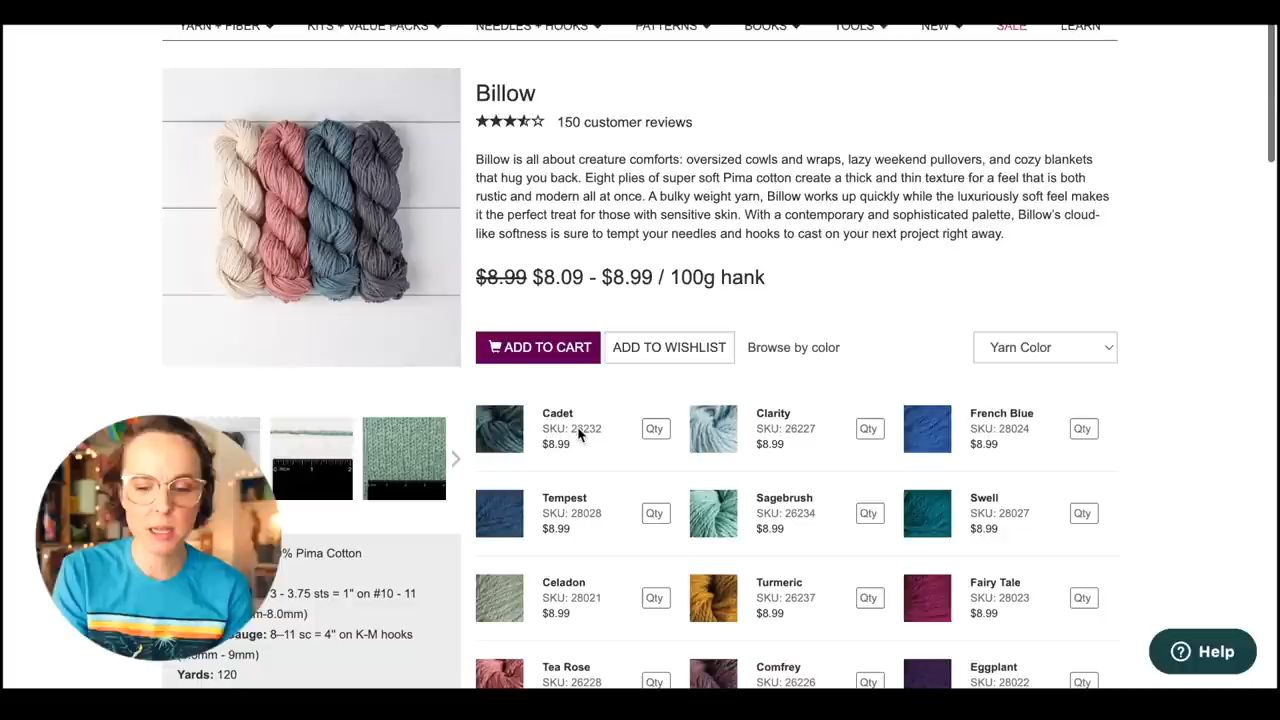 YARN + FIBER
KITS + VALUE PACKS
NEEDLES + HOOKS
PATTERNS
BOOKS
TOOLS
NEW
SALE
LEARN
Billow
150 customer reviews
Billow is all about creature comforts: oversized cowls and wraps, lazy weekend pullovers, and cozy blankets
that hug you back. Eight plies of super soft Pima cotton create a thick and thin texture for a feel that is both
rustic and modern all at once. A bulky weight yarn, Billow works up quickly while the luxuriously soft feel makes
it the perfect treat for those with sensitive skin. With a contemporary and sophisticated palette, Billow's cloud-
like softness is sure to tempt your needles and hooks to cast on your next project right away.
$8.99 $8.09 - $8.99 / 100g hank
ADD TO CART
ADD TO WISHLIST
Browse by color
Yarn Color
Cadet
SKU: 28232
$8.99
Qty
Clarity
SKU: 26227
$8.99
Qty
French Blue
SKU: 28024
$8.99
Qty
Tempest
SKU: 28028
$8.99
Qty
Sagebrush
SKU: 26234
$8.99
Qty
Swell
SKU: 28027
$8.99
Qty
Celadon
SKU: 28021
$8.99
Qty
Turmeric
SKU: 26237
$8.99
Qty
Fairy Tale
SKU: 28023
$8.99
Qty
Tea Rose
SKU: 26228
Qty
Comfrey
SKU: 26226
Qty
Eggplant
SKU: 28022
Qty
% Pima Cotton
3 - 3.75 sts = 1" on #10 - 11
m-8.0mm)
auge: 8–11 sc = 4" on K-M hooks
mm - 9mm)
Yards: 120
Help